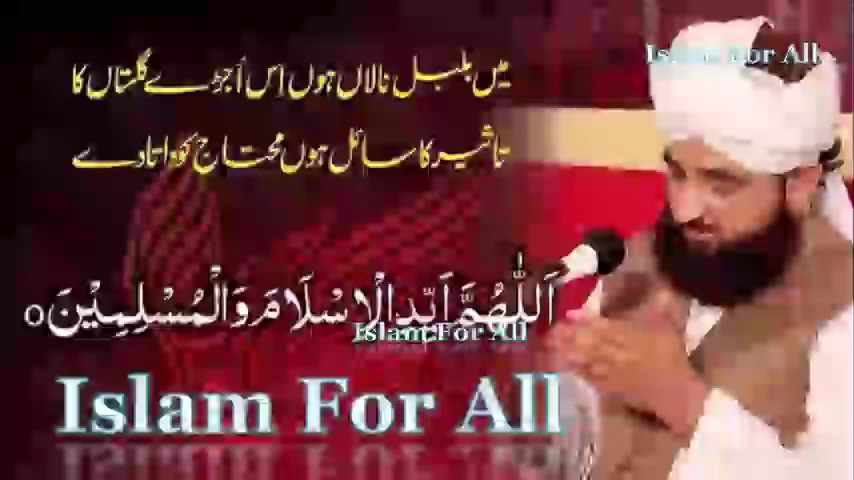 Islam For All
میں بلبل نالاں ہوں اِس اُجڑے گلستاں کا
تاثیر کا سائل ہوں محتاج کو داتا دے
اَللّٰهُمَّ اَيِّدِ الْاِسْلَامَ وَالْمُسْلِمِيْنَ
Islam For All
Islam For All